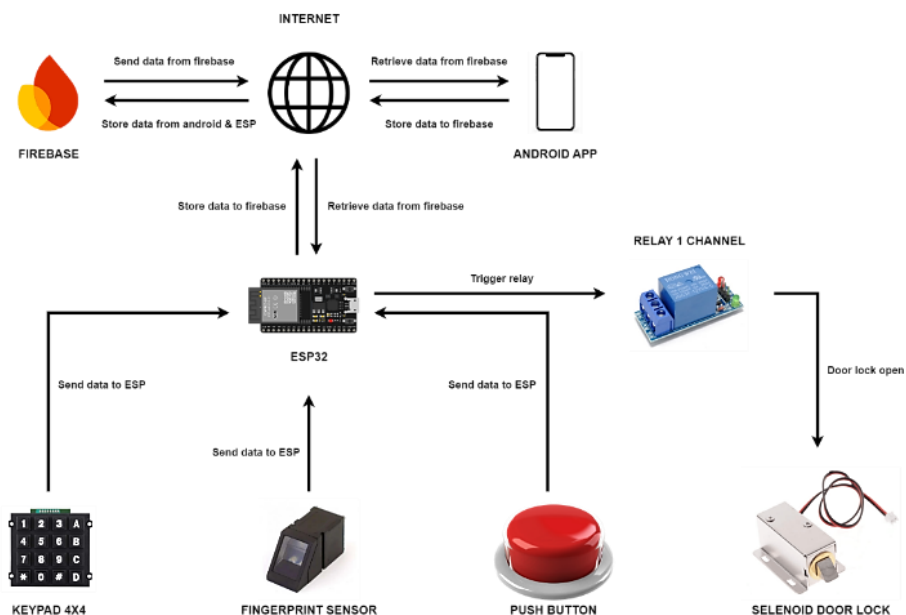 INTERNET
Send data from firebase
Retrieve data from firebase
Store data from android & ESP
Store data to firebase
FIREBASE
ANDROID APP
Store data to firebase
Retrieve data from firebase
RELAY 1 CHANNEL
Trigger relay
ESP32
Send data to ESP
Send data to ESP
Door lock open
Send data to ESP
1 2 3 A
4 5 6 B
7 8 9 C
* 0 # D
KEYPAD 4X4
FINGERPRINT SENSOR
PUSH BUTTON
SELENOID DOOR LOCK